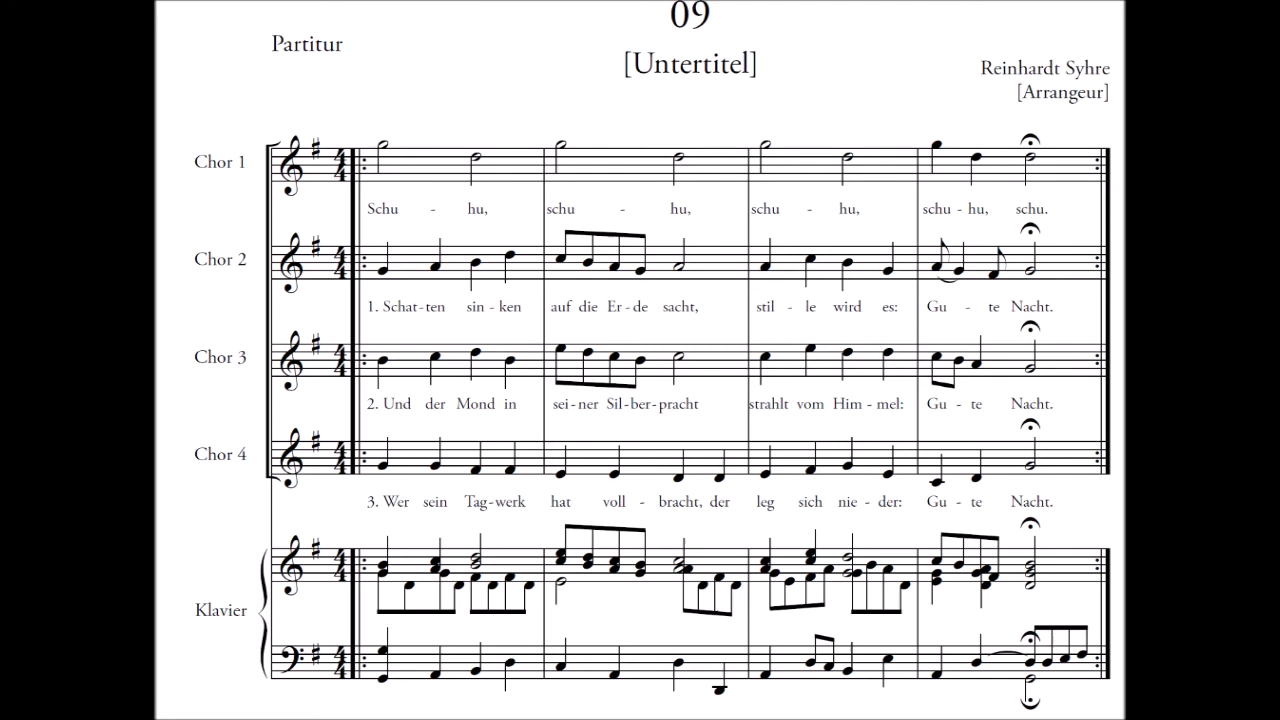 09
Partitur
[Untertitel]
Reinhardt Syhre
[Arrangeur]
Chor 1
Schu - hu, schu - hu, schu - hu, schu - hu, schu.
Chor 2
1. Schat-ten sin - ken auf die Er - de sacht, stil - le wird es: Gu - te Nacht.
Chor 3
2. Und der Mond in sei - ner Sil - ber - pracht strahlt vom Him - mel: Gu - te Nacht.
Chor 4
3. Wer sein Tag - werk hat voll - bracht, der leg sich nie - der: Gu - te Nacht.
Klavier